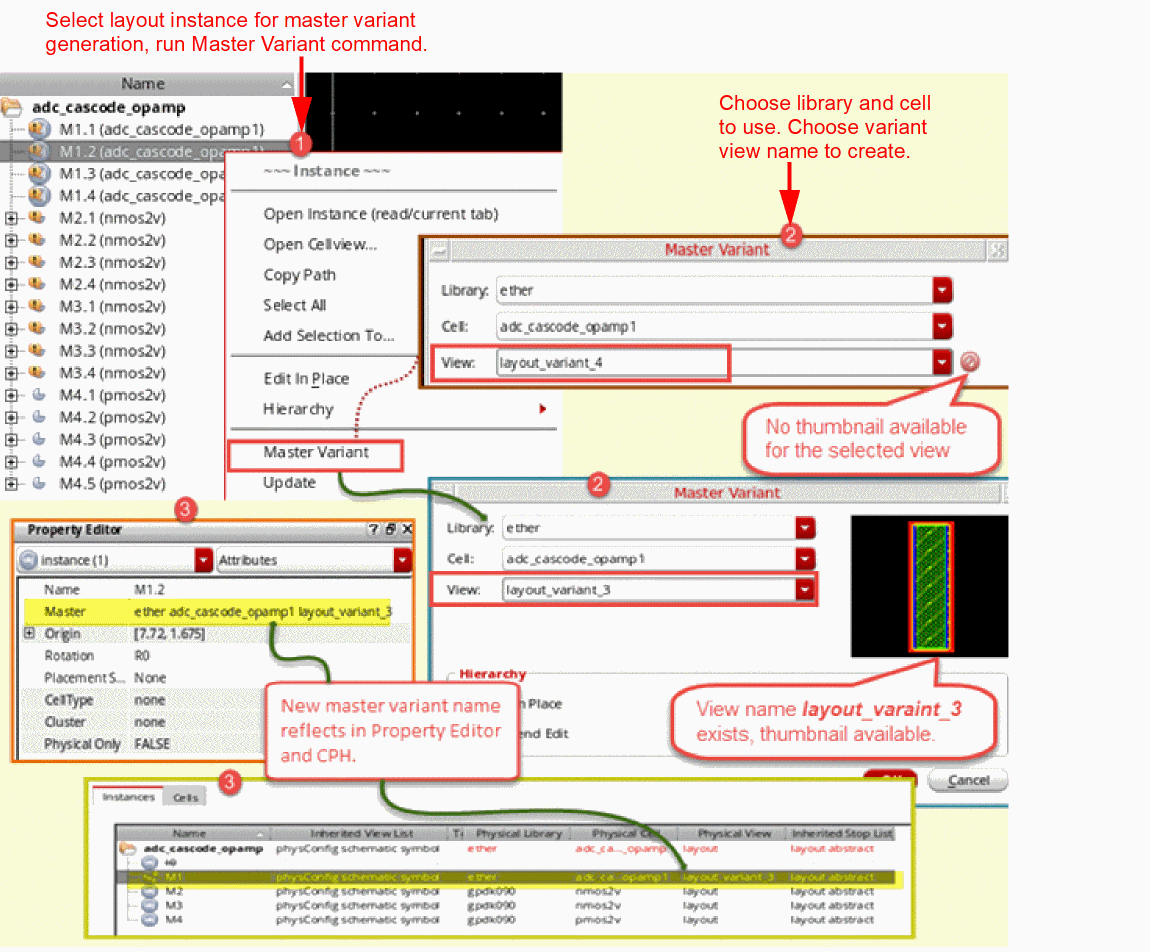 Select layout instance for master variant
generation, run Master Variant command.
Name
adc_cascode_opamp
M1.1 (adc_cascode_opamp1)
M1.2 (adc_cascode_opamp1)
M1.3 (adc_cascode_opa
M1.4 (adc_cascode_opa
M2.1 (nmos2v)
M2.2 (nmos2v)
M2.3 (nmos2v)
M2.4 (nmos2v)
M3.1 (nmos2v)
M3.2 (nmos2v)
M3.3 (nmos2v)
M3.4 (nmos2v)
M4.1 (pmos2v)
M4.2 (pmos2v)
M4.3 (pmos2v)
M4.4 (pmos2v)
M4.5 (pmos2v)
1
~~~ Instance ~~~
Open Instance (read/current tab)
Open Cellview...
Copy Path
Select All
Add Selection To...
Edit In Place
Hierarchy
Master Variant
Update
Choose library and cell
to use. Choose variant
view name to create.
2
Master Variant
Library: ether
Cell: adc_cascode_opamp1
View: layout_variant_4
No thumbnail available
for the selected view
2
Master Variant
Library: ether
Cell: adc_cascode_opamp1
View: layout_variant_3
View name layout_varaint_3
exists, thumbnail available.
Hierarchy
n Place
end Edit
Cancel
3
Property Editor
instance (1) Attributes
Name M1.2
Master ether adc_cascode_opamp1 layout_variant_3
Origin [7.72, 1.675]
Rotation R0
Placement S... None
CellType none
Cluster none
Physical Only FALSE
New master variant name
reflects in Property Editor
and CPH.
3
Instances Cells
Name Inherited View List Physical Library Physical Cell Physical View Inherited Stop List
adc_cascode_opamp physConfig schematic symbol ether adc_ca..._opamp layout layout abstract
I0
M1 physConfig schematic symbol ether adc_ca..._opamp1 layout_variant_3 layout abstract
M2 physConfig schematic symbol gpdk090 nmos2v layout layout abstract
M3 physConfig schematic symbol gpdk090 nmos2v layout layout abstract
M4 physConfig schematic symbol gpdk090 pmos2v layout layout abstract